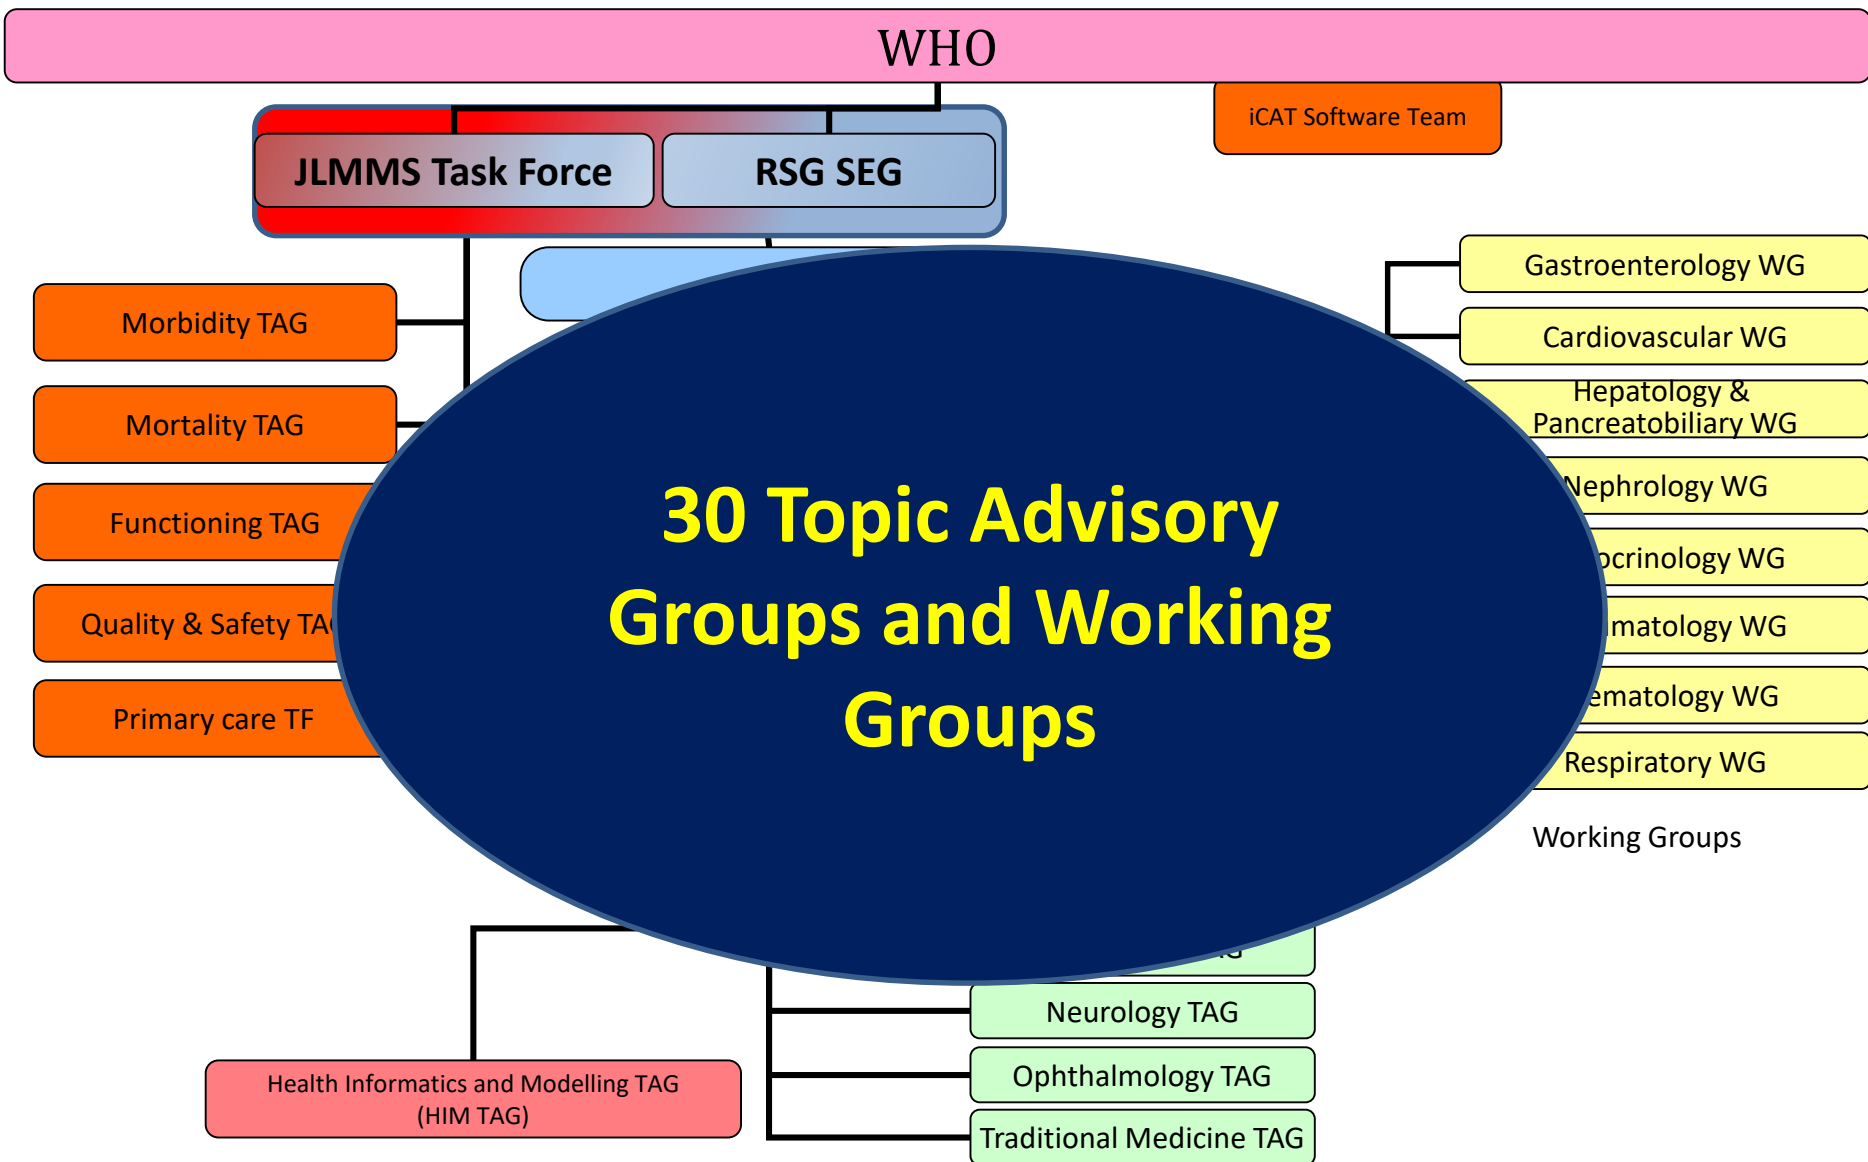 WHO
iCAT Software Team
JLMMS Task Force
RSG SEG
Morbidity TAG
Mortality TAG
Functioning TAG
Quality & Safety
Primary care TF
30 Topic Advisory
Groups and Working
Groups
Gastroenterology WG
Cardiovascular WG
Hepatology &
Pancreatobiliary WG
Nephrology WG
WG
WG
WG
Respiratory WG
Working Groups
Neurology TAG
Ophthalmology TAG
Traditional Medicine TAG
Health Informatics and Modelling TAG
(HIM TAG)